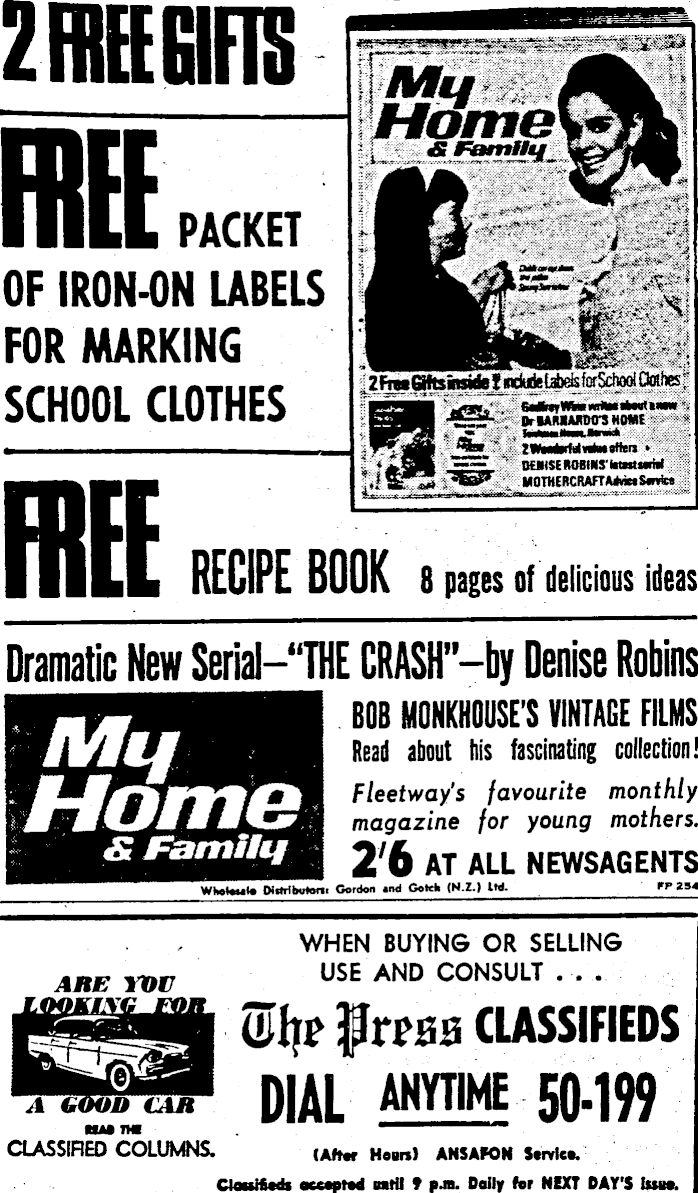 2 FREE GIFTS
FREE PACKET
OF IRON-ON LABELS
FOR MARKING
SCHOOL CLOTHES
My
Home
& Family
2 Free Gifts inside include Labels for School Clothes
Godfrey Winn writes about a new
Dr BARNARDO'S HOME
2 Wonderful value offers •
DENISE ROBINS' latest serial
MOTHERCRAFT Advice Service
FREE RECIPE BOOK 8 pages of delicious ideas
Dramatic New Serial—“THE CRASH”—by Denise Robins
My
Home
& Family
BOB MONKHOUSE'S VINTAGE FILMS
Read about his fascinating collection!
Fleetway's favourite monthly
magazine for young mothers.
2'6 AT ALL NEWSAGENTS
Wholesale Distributors: Gordon and Gotch (N.Z.) Ltd. FP 254
ARE YOU
LOOKING FOR
A GOOD CAR
READ THE
CLASSIFIED COLUMNS.
WHEN BUYING OR SELLING
USE AND CONSULT . . .
The Press CLASSIFIEDS
DIAL ANYTIME 50-199
(After Hours) ANSAFON Service.
Classifieds accepted until 9 p.m. Daily for NEXT DAY'S Issue.